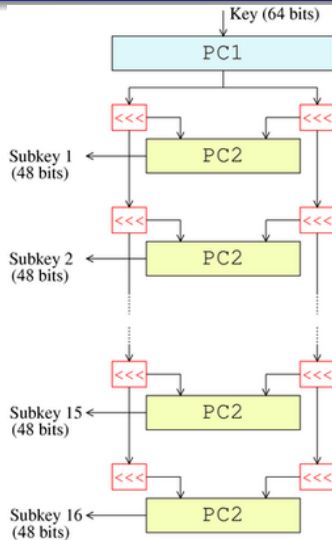 Key (64 bits)
PC1
<<< <<<
Subkey 1
(48 bits)
PC2
<<< <<<
Subkey 2
(48 bits)
PC2
<<< <<<
Subkey 15
(48 bits)
PC2
<<< <<<
Subkey 16
(48 bits)
PC2